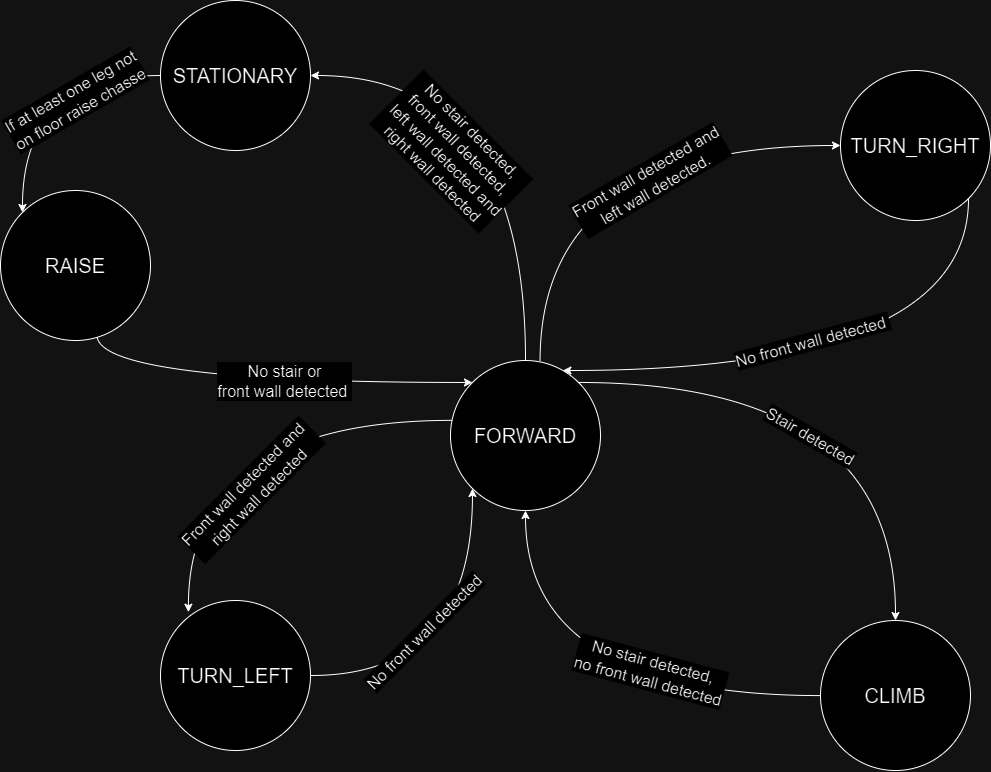 STATIONARY
If at least one leg not
on floor raise chasse
No stair detected,
front wall detected,
left wall detected and
right wall detected
Front wall detected and
left wall detected.
TURN_RIGHT
RAISE
No front wall detected
No stair or
front wall detected
FORWARD
Stair detected
Front wall detected and
right wall detected
No front wall detected
No stair detected,
no front wall detected
TURN_LEFT
CLIMB